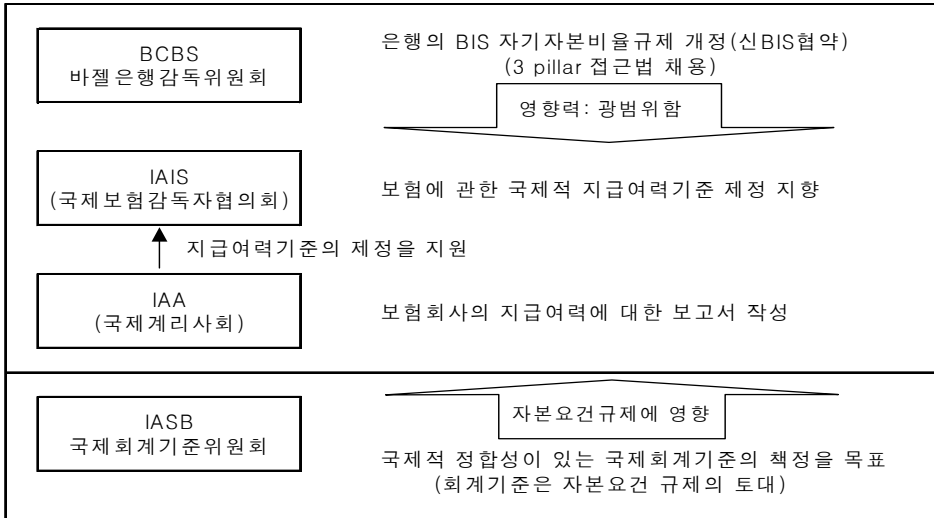 BCBS
바젤은행감독위원회
은행의 BIS 자기자본비율규제 개정(신BIS협약)
(3 pillar 접근법 채용)
영향력: 광범위함
IAIS
(국제보험감독자협의회)
보험에 관한 국제적 지급여력기준 제정 지향
지급여력기준의 제정을 지원
IAA
(국제계리사회)
보험회사의 지급여력에 대한 보고서 작성
IASB
국제회계기준위원회
자본요건규제에 영향
국제적 정합성이 있는 국제회계기준의 책정을 목표
(회계기준은 자본요건 규제의 토대)